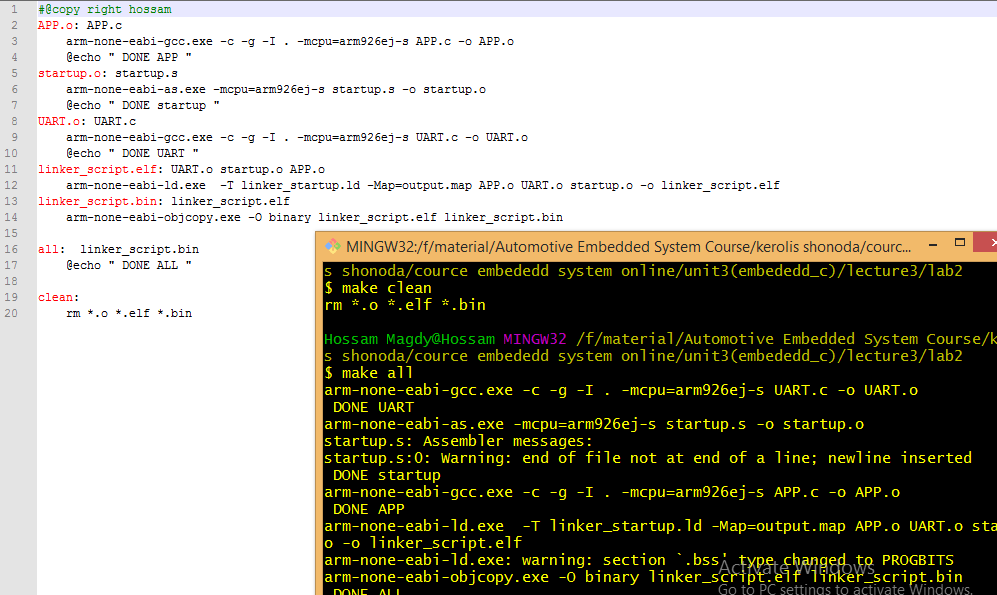 1 #@copy right hossam
2 APP.o: APP.c
3 arm-none-eabi-gcc.exe -c -g -I . -mcpu=arm926ej-s APP.c -o APP.o
4 @echo " DONE APP "
5 startup.o: startup.s
6 arm-none-eabi-as.exe -mcpu=arm926ej-s startup.s -o startup.o
7 @echo " DONE startup "
8 UART.o: UART.c
9 arm-none-eabi-gcc.exe -c -g -I . -mcpu=arm926ej-s UART.c -o UART.o
10 @echo " DONE UART "
11 linker_script.elf: UART.o startup.o APP.o
12 arm-none-eabi-ld.exe  -T linker_startup.ld -Map=output.map APP.o UART.o startup.o -o linker_script.elf
13 linker_script.bin: linker_script.elf
14 arm-none-eabi-objcopy.exe -O binary linker_script.elf linker_script.bin
15
16 all:  linker_script.bin
17 @echo " DONE ALL "
18
19 clean:
20 rm *.o *.elf *.bin
MINGW32:/f/material/Automotive Embedded System Course/kerolis shonoda/courc...
s shonoda/cource embededd system online/unit3(embededd_c)/lecture3/lab2
$ make clean
rm *.o *.elf *.bin
Hossam Magdy@Hossam MINGW32 /f/material/Automotive Embedded System Course/k
s shonoda/cource embededd system online/unit3(embededd_c)/lecture3/lab2
$ make all
arm-none-eabi-gcc.exe -c -g -I . -mcpu=arm926ej-s UART.c -o UART.o
DONE UART
arm-none-eabi-as.exe -mcpu=arm926ej-s startup.s -o startup.o
startup.s: Assembler messages:
startup.s:0: Warning: end of file not at end of a line; newline inserted
DONE startup
arm-none-eabi-gcc.exe -c -g -I . -mcpu=arm926ej-s APP.c -o APP.o
DONE APP
arm-none-eabi-ld.exe  -T linker_startup.ld -Map=output.map APP.o UART.o sta
o -o linker_script.elf
arm-none-eabi-ld.exe: warning: section `.bss' type changed to PROGBITS
arm-none-eabi-objcopy.exe -O binary linker_script.elf linker_script.bin
DONE ALL
Activate Windows
Go to PC settings to activate Windows.